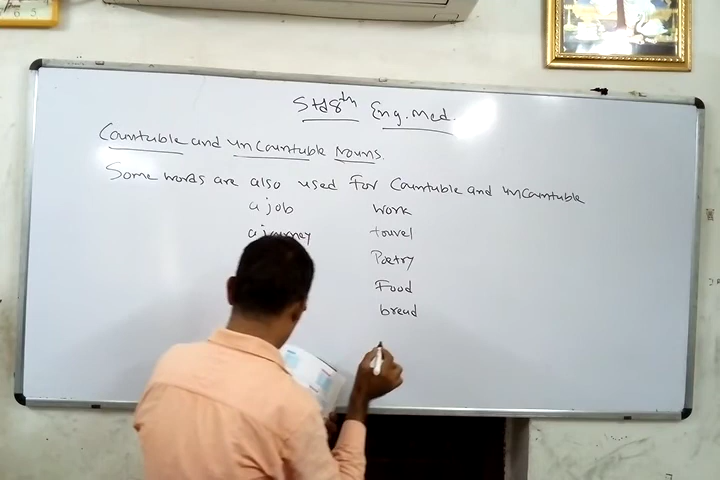 Std 8th Eng. Med.
Countable and Uncountable Nouns.
Some words are also used For Countable and uncountable
a job work
a journey travel
Poetry
Food
bread